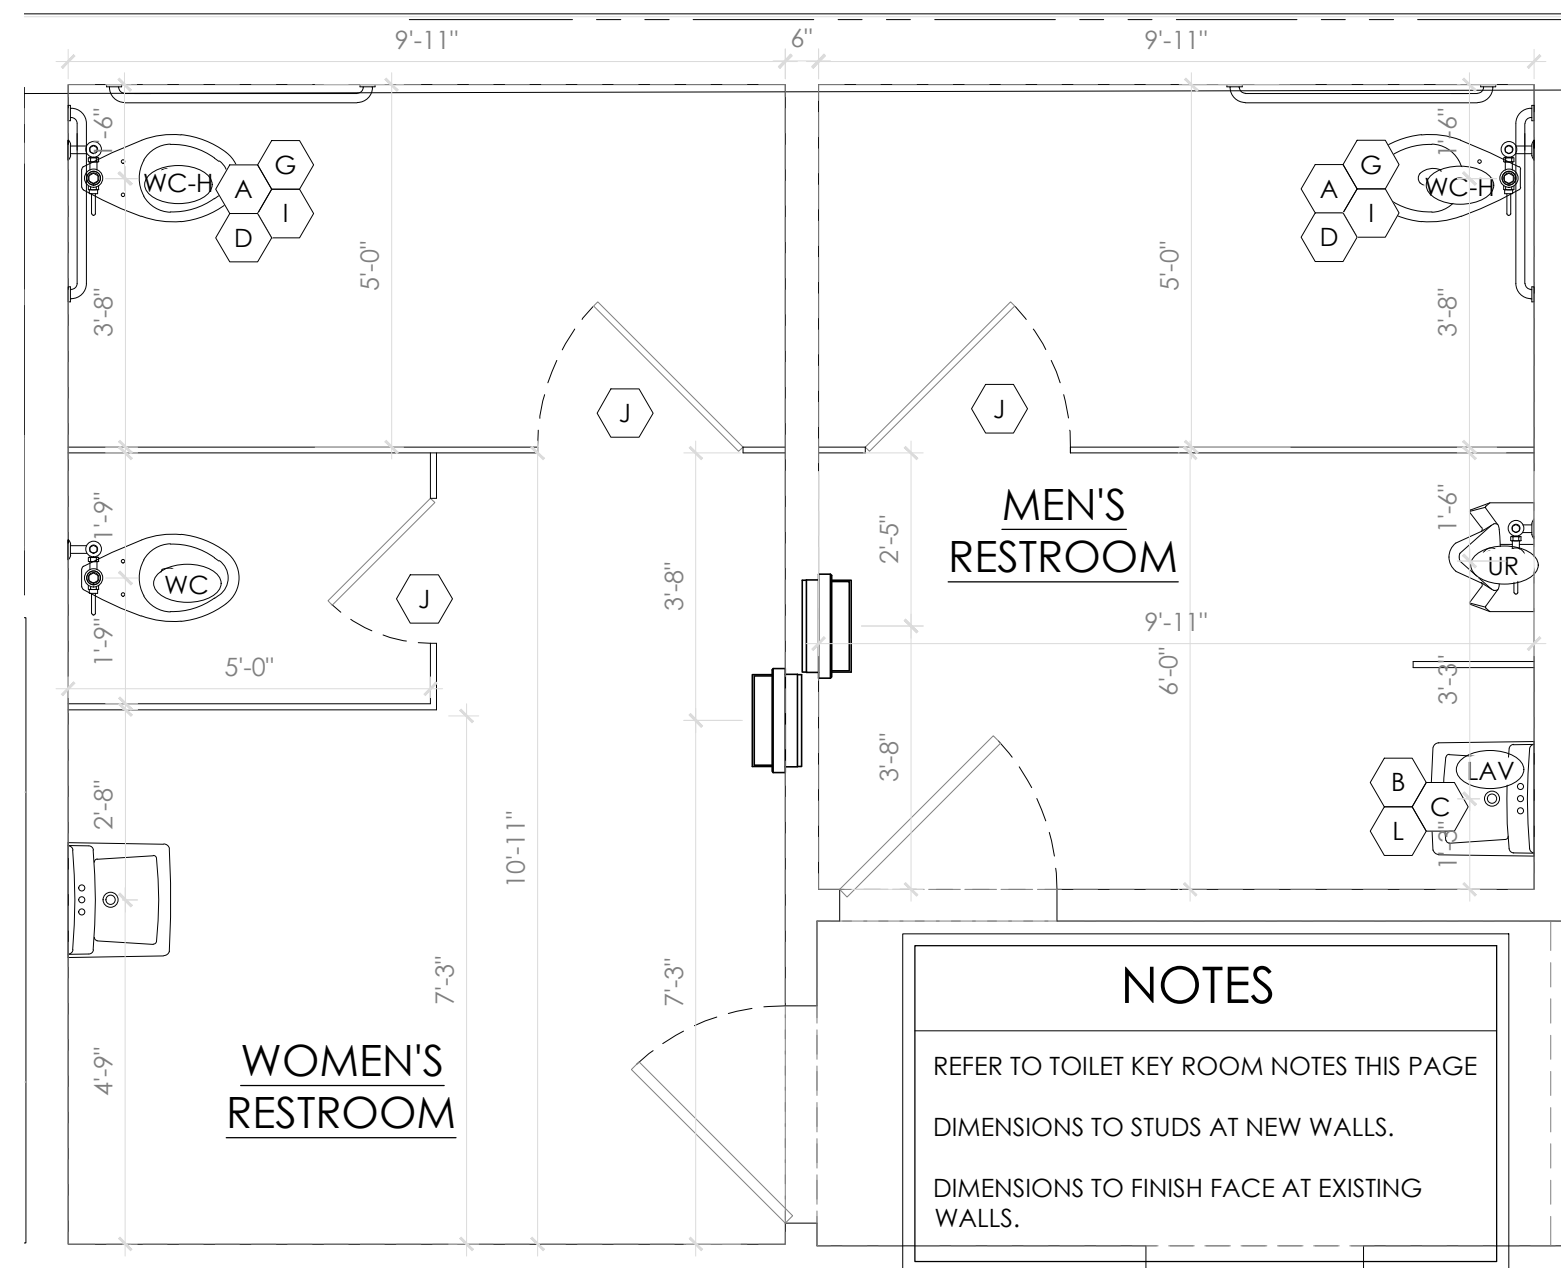 9'-11"
6"
9'-11"
1'-6"
WC-H
G
A
I
D
3'-8"
5'-0"
J
5'-0"
G
A
I
D
WC-H
1'-6"
3'-8"
J
1'-9"
WC
1'-9"
5'-0"
J
3'-8"
2'-5"
MEN'S
RESTROOM
1'-6"
UR
9'-11"
6'-0"
3'-3"
3'-8"
B
C
L
LAV
1'-3"
2'-8"
10'-11"
7'-3"
7'-3"
4'-9"
WOMEN'S
RESTROOM
NOTES
REFER TO TOILET KEY ROOM NOTES THIS PAGE
DIMENSIONS TO STUDS AT NEW WALLS.
DIMENSIONS TO FINISH FACE AT EXISTING
WALLS.